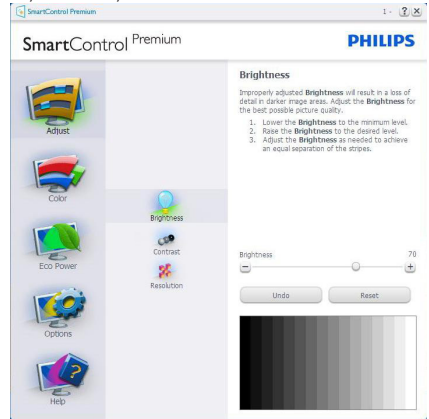 SmartControl Premium
1 -
SmartControl Premium
PHILIPS
Adjust
Color
Eco Power
Options
Help
Brightness
Contrast
Resolution
Brightness
Improperly adjusted Brightness will result in a loss of
detail in darker image areas. Adjust the Brightness for
the best possible picture quality.
1. Lower the Brightness to the minimum level.
2. Raise the Brightness to the desired level.
3. Adjust the Brightness as needed to achieve
an equal separation of the stripes.
Brightness 70
Undo Reset